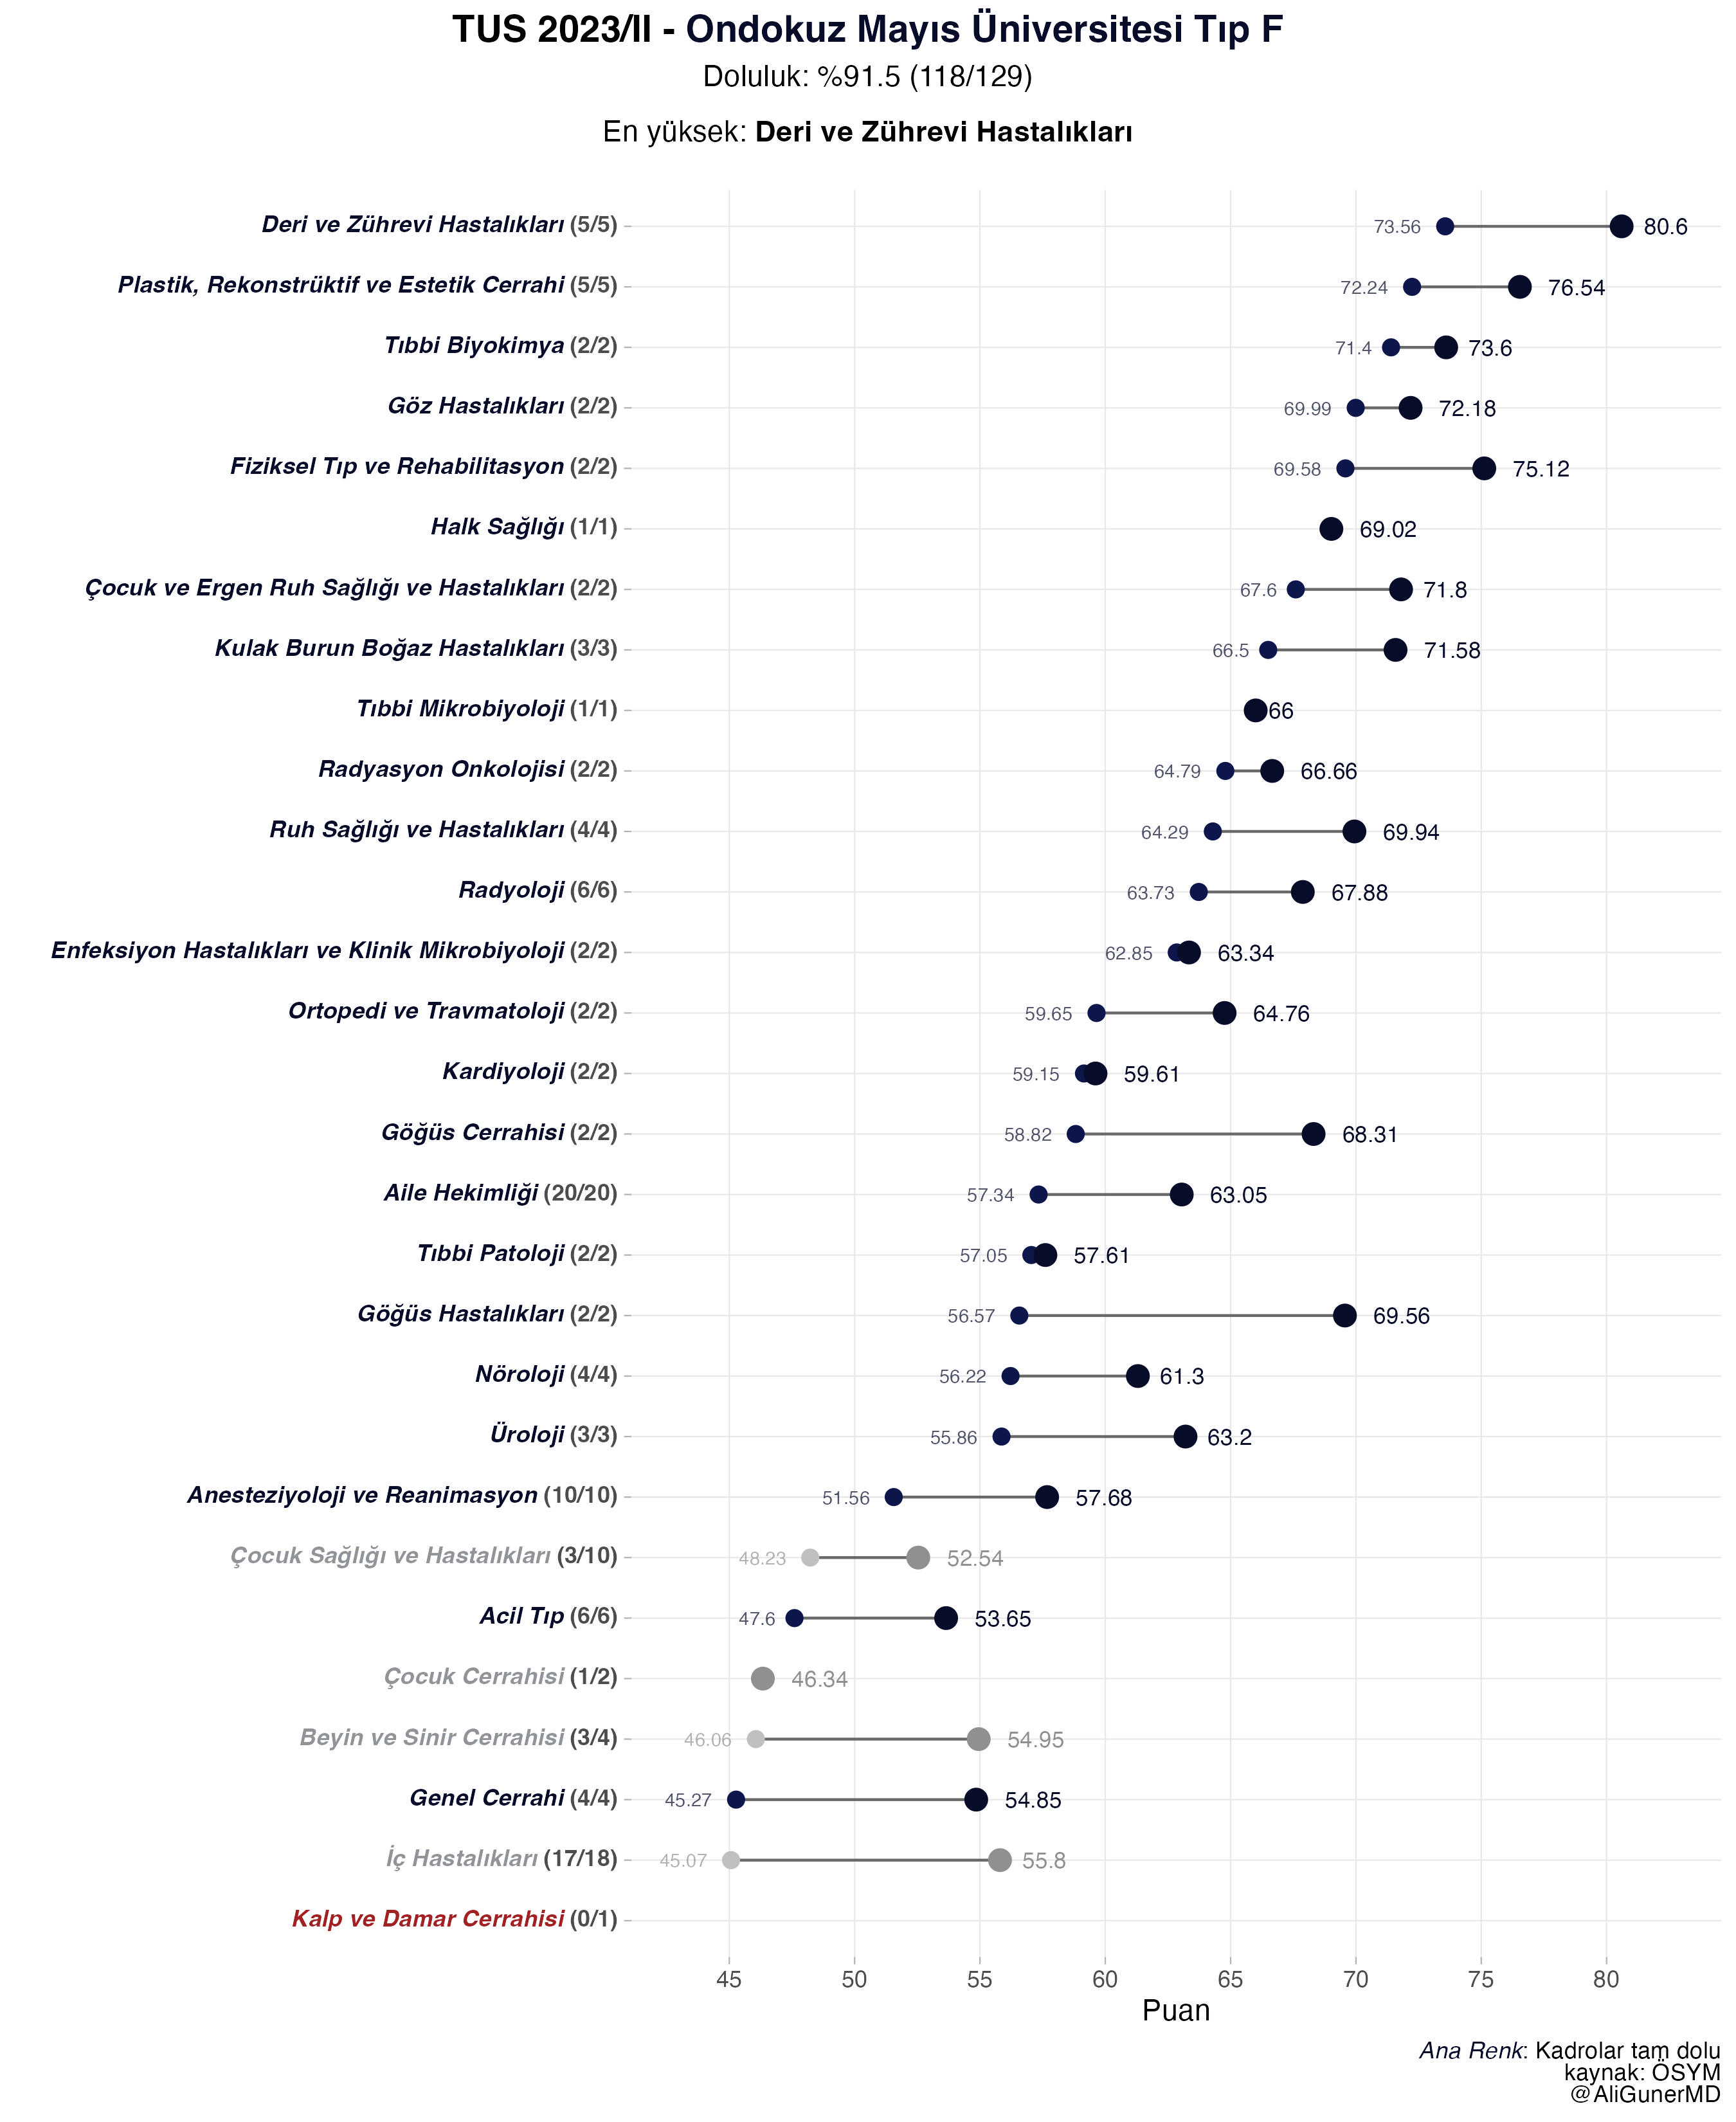 TUS 2023/II - Ondokuz Mayıs Üniversitesi Tıp F
Doluluk: %91.5 (118/129)
En yüksek: Deri ve Zührevi Hastalıkları
Deri ve Zührevi Hastalıkları (5/5) 73.56 80.6
Plastik, Rekonstrüktif ve Estetik Cerrahi (5/5) 72.24 76.54
Tıbbi Biyokimya (2/2) 71.4 73.6
Göz Hastalıkları (2/2) 69.99 72.18
Fiziksel Tıp ve Rehabilitasyon (2/2) 69.58 75.12
Halk Sağlığı (1/1) 69.02
Çocuk ve Ergen Ruh Sağlığı ve Hastalıkları (2/2) 67.6 71.8
Kulak Burun Boğaz Hastalıkları (3/3) 66.5 71.58
Tıbbi Mikrobiyoloji (1/1) 66
Radyasyon Onkolojisi (2/2) 64.79 66.66
Ruh Sağlığı ve Hastalıkları (4/4) 64.29 69.94
Radyoloji (6/6) 63.73 67.88
Enfeksiyon Hastalıkları ve Klinik Mikrobiyoloji (2/2) 62.85 63.34
Ortopedi ve Travmatoloji (2/2) 59.65 64.76
Kardiyoloji (2/2) 59.15 59.61
Göğüs Cerrahisi (2/2) 58.82 68.31
Aile Hekimliği (20/20) 57.34 63.05
Tıbbi Patoloji (2/2) 57.05 57.61
Göğüs Hastalıkları (2/2) 56.57 69.56
Nöroloji (4/4) 56.22 61.3
Üroloji (3/3) 55.86 63.2
Anesteziyoloji ve Reanimasyon (10/10) 51.56 57.68
Çocuk Sağlığı ve Hastalıkları (3/10) 48.23 52.54
Acil Tıp (6/6) 47.6 53.65
Çocuk Cerrahisi (1/2) 46.34
Beyin ve Sinir Cerrahisi (3/4) 46.06 54.95
Genel Cerrahi (4/4) 45.27 54.85
İç Hastalıkları (17/18) 45.07 55.8
Kalp ve Damar Cerrahisi (0/1)
45 50 55 60 65 70 75 80
Puan
Ana Renk: Kadrolar tam dolu
kaynak: ÖSYM
@AliGunerMD